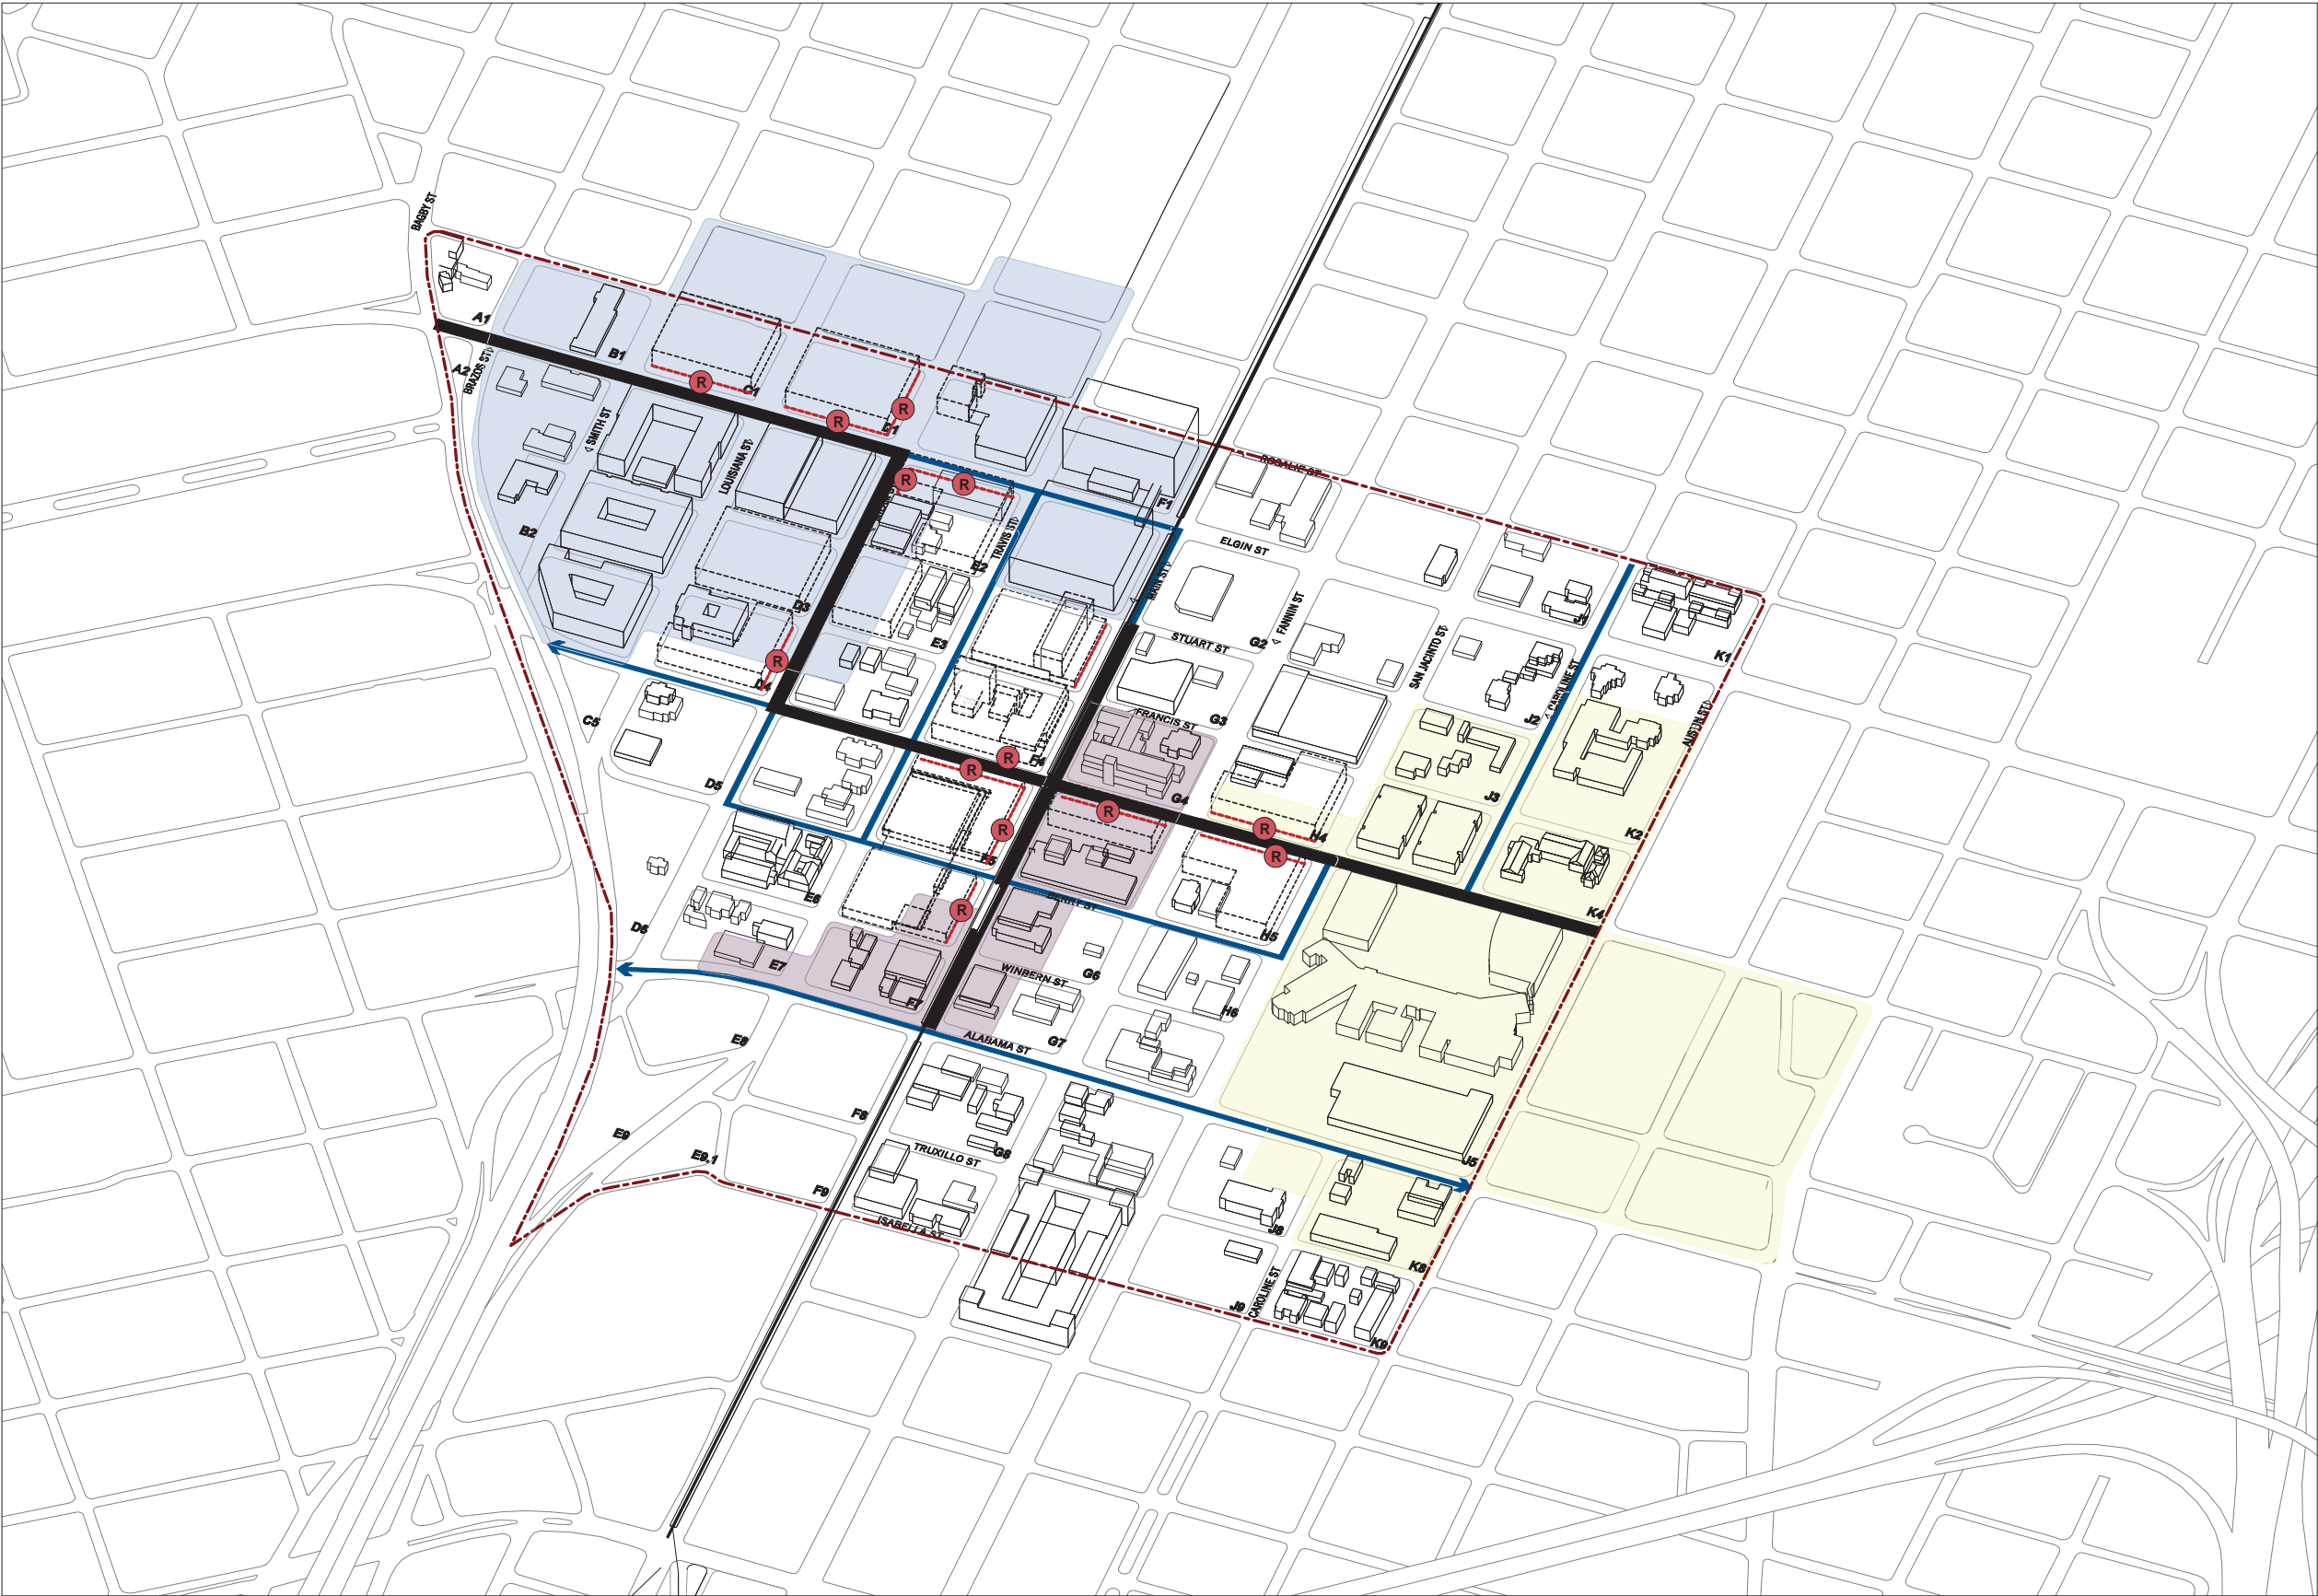 BAGBY ST
A1
B1
A2
BRAZOS ST
R
C1
R
R
SMITH ST
LOUISIANA ST
R
R
ROSALIE ST
F1
B2
TRAVIS ST
E2
ELGIN ST
MAIN ST
D3
E3
FANNIN ST
G2
STUART ST
SAN JACINTO ST
K1
R
D4
CAROLINE ST
J2
AUSTIN ST
C5
FRANCIS ST
G3
D5
R
F4
R
G4
J3
R
R
H4
K2
R
F5
R
E6
BERRY ST
R
K4
D6
H5
E7
WINBERN ST
G6
F7
H6
E8
ALABAMA ST
G7
F8
E9
TRUXILLO ST
G8
E9.1
J5
F9
ISABELLA ST
J8
K8
CAROLINE ST
J9
K9